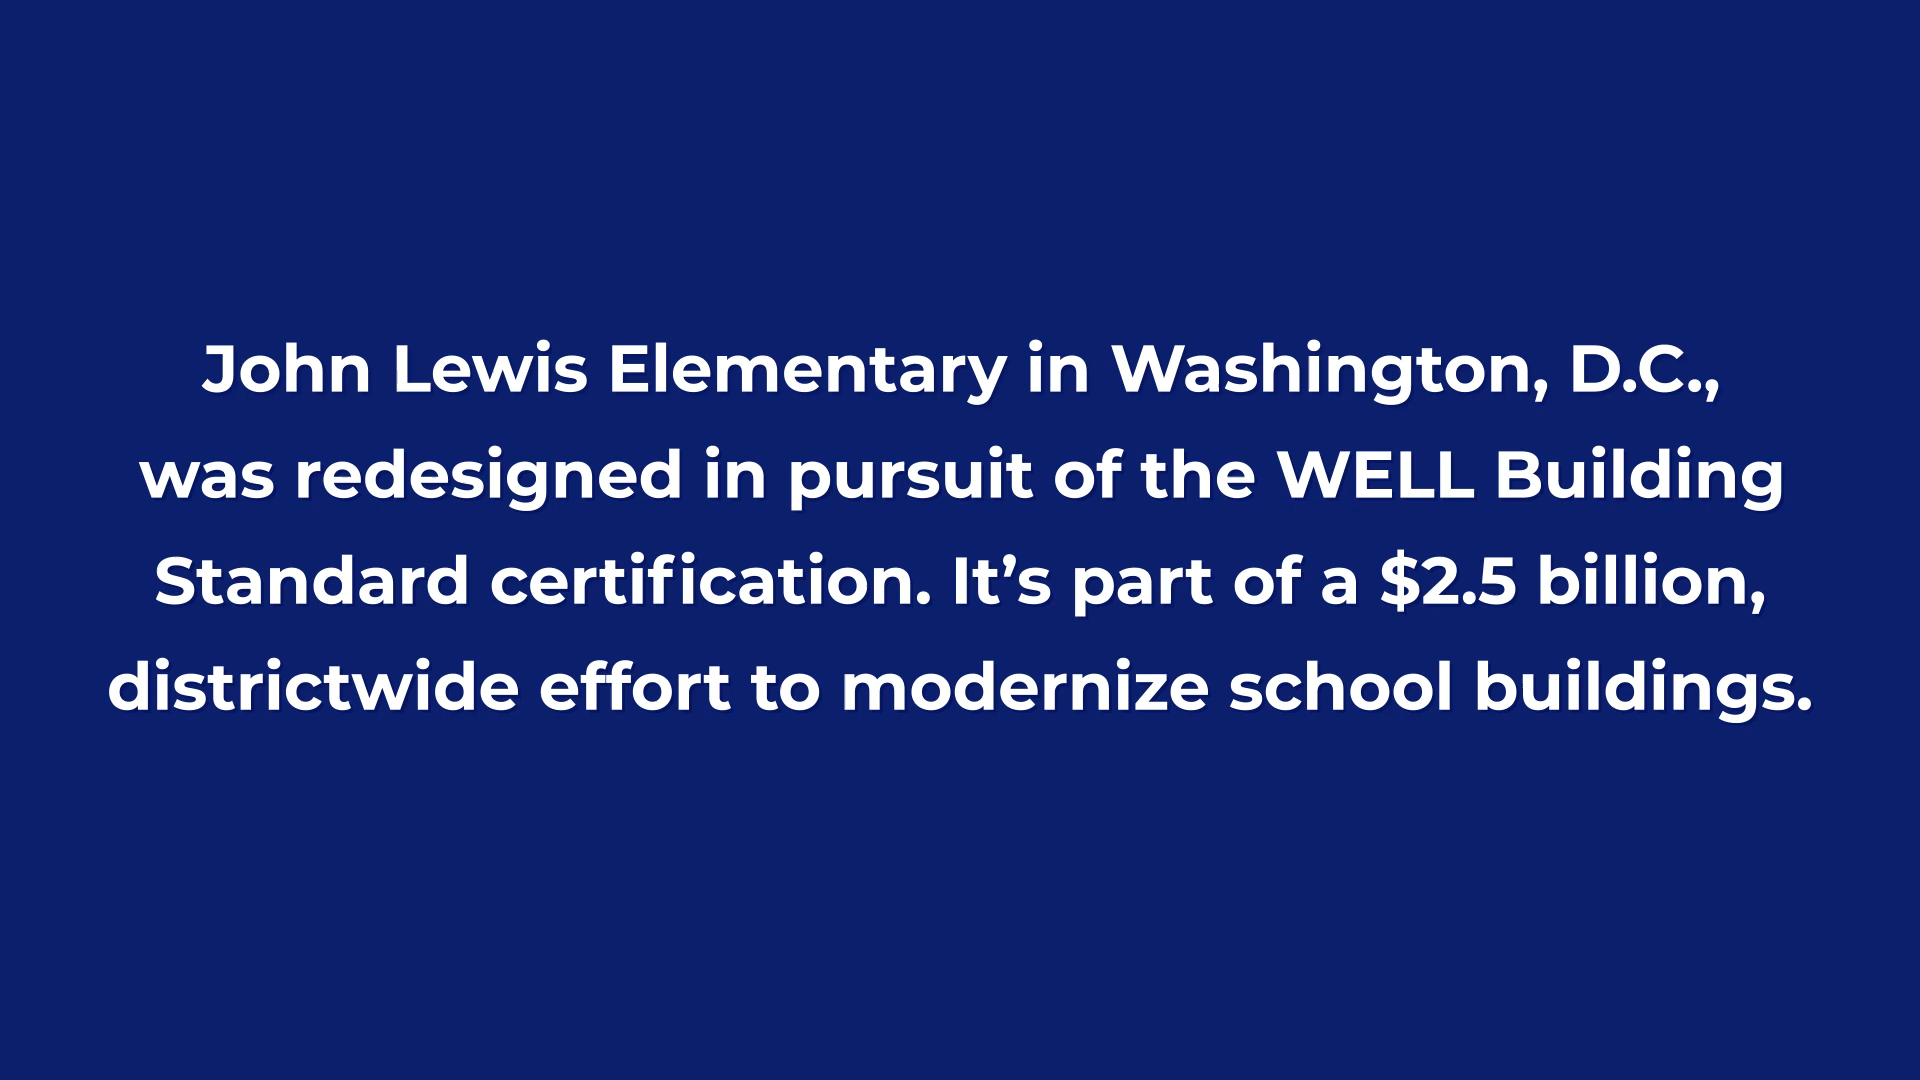 John Lewis Elementary in Washington, D.C.,
was redesigned in pursuit of the WELL Building
Standard certification. It’s part of a $2.5 billion,
districtwide effort to modernize school buildings.